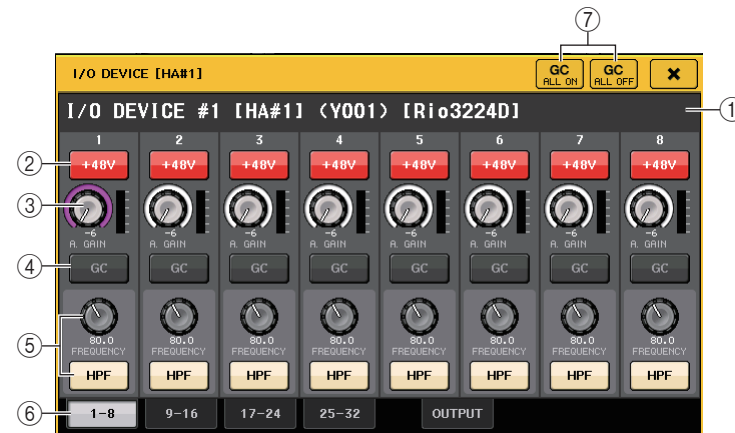 ⑦
I/O DEVICE [HA#1] GC ALL ON GC ALL OFF ×
I/O DEVICE #1 [HA#1] (Y001) [Rio3224D] ①
1 2 3 4 5 6 7 8
② +48V +48V +48V +48V +48V +48V +48V +48V
③
-6 -6 -6 -6 -6 -6 -6 -6
A. GAIN A. GAIN A. GAIN A. GAIN A. GAIN A. GAIN A. GAIN A. GAIN
④ GC GC GC GC GC GC GC GC
⑤
80.0 80.0 80.0 80.0 80.0 80.0 80.0 80.0
FREQUENCY FREQUENCY FREQUENCY FREQUENCY FREQUENCY FREQUENCY FREQUENCY FREQUENCY
HPF HPF HPF HPF HPF HPF HPF HPF
⑥ 1-8 9-16 17-24 25-32 OUTPUT